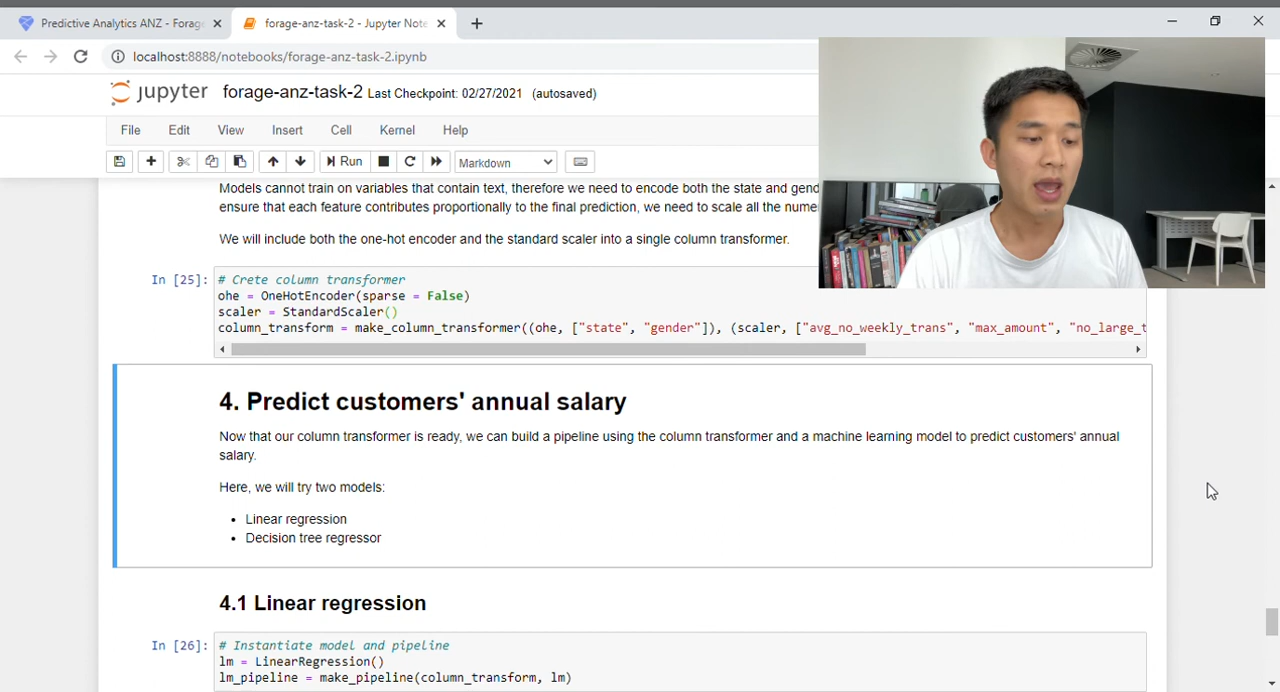 Predictive Analytics ANZ - Forag
forage-anz-task-2 - Jupyter Note
localhost:8888/notebooks/forage-anz-task-2.ipynb
jupyter forage-anz-task-2 Last Checkpoint: 02/27/2021 (autosaved)
File Edit View Insert Cell Kernel Help
Run Markdown
Models cannot train on variables that contain text, therefore we need to encode both the state and gend
ensure that each feature contributes proportionally to the final prediction, we need to scale all the nume
We will include both the one-hot encoder and the standard scaler into a single column transformer.
In [25]: # Crete column transformer
ohe = OneHotEncoder(sparse = False)
scaler = StandardScaler()
column_transform = make_column_transformer((ohe, ["state", "gender"]), (scaler, ["avg_no_weekly_trans", "max_amount", "no_large_t
4. Predict customers' annual salary
Now that our column transformer is ready, we can build a pipeline using the column transformer and a machine learning model to predict customers' annual
salary.
Here, we will try two models:
• Linear regression
• Decision tree regressor
4.1 Linear regression
In [26]: # Instantiate model and pipeline
lm = LinearRegression()
lm_pipeline = make_pipeline(column_transform, lm)